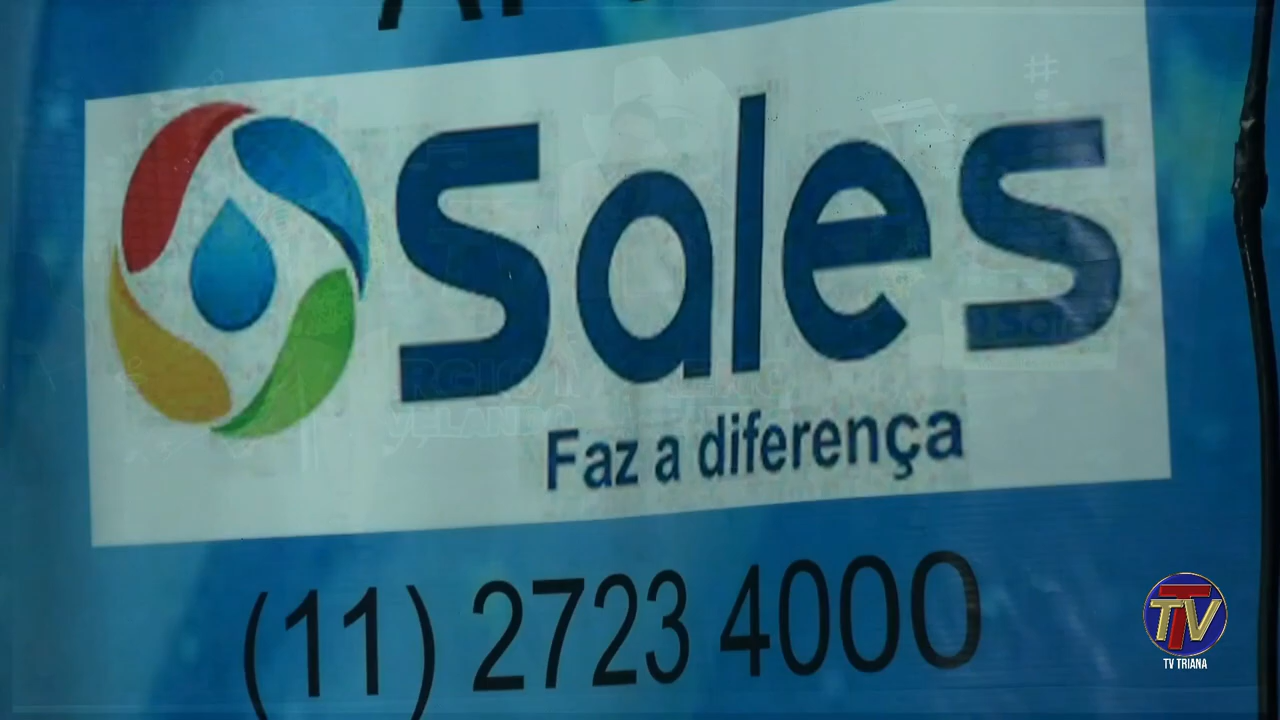 #
Sales
Faz a diferença
(11) 2723 4000
TV
TV TRIANA